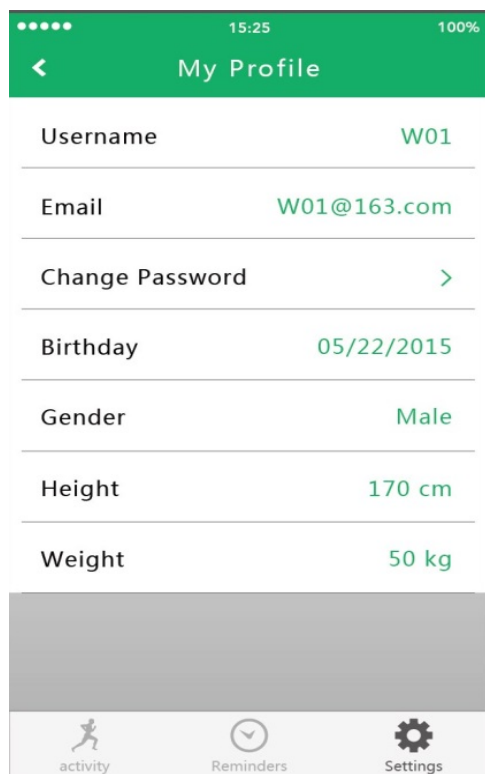 15:25 100%
< My Profile
Username W01
Email W01@163.com
Change Password >
Birthday 05/22/2015
Gender Male
Height 170 cm
Weight 50 kg
activity Reminders Settings